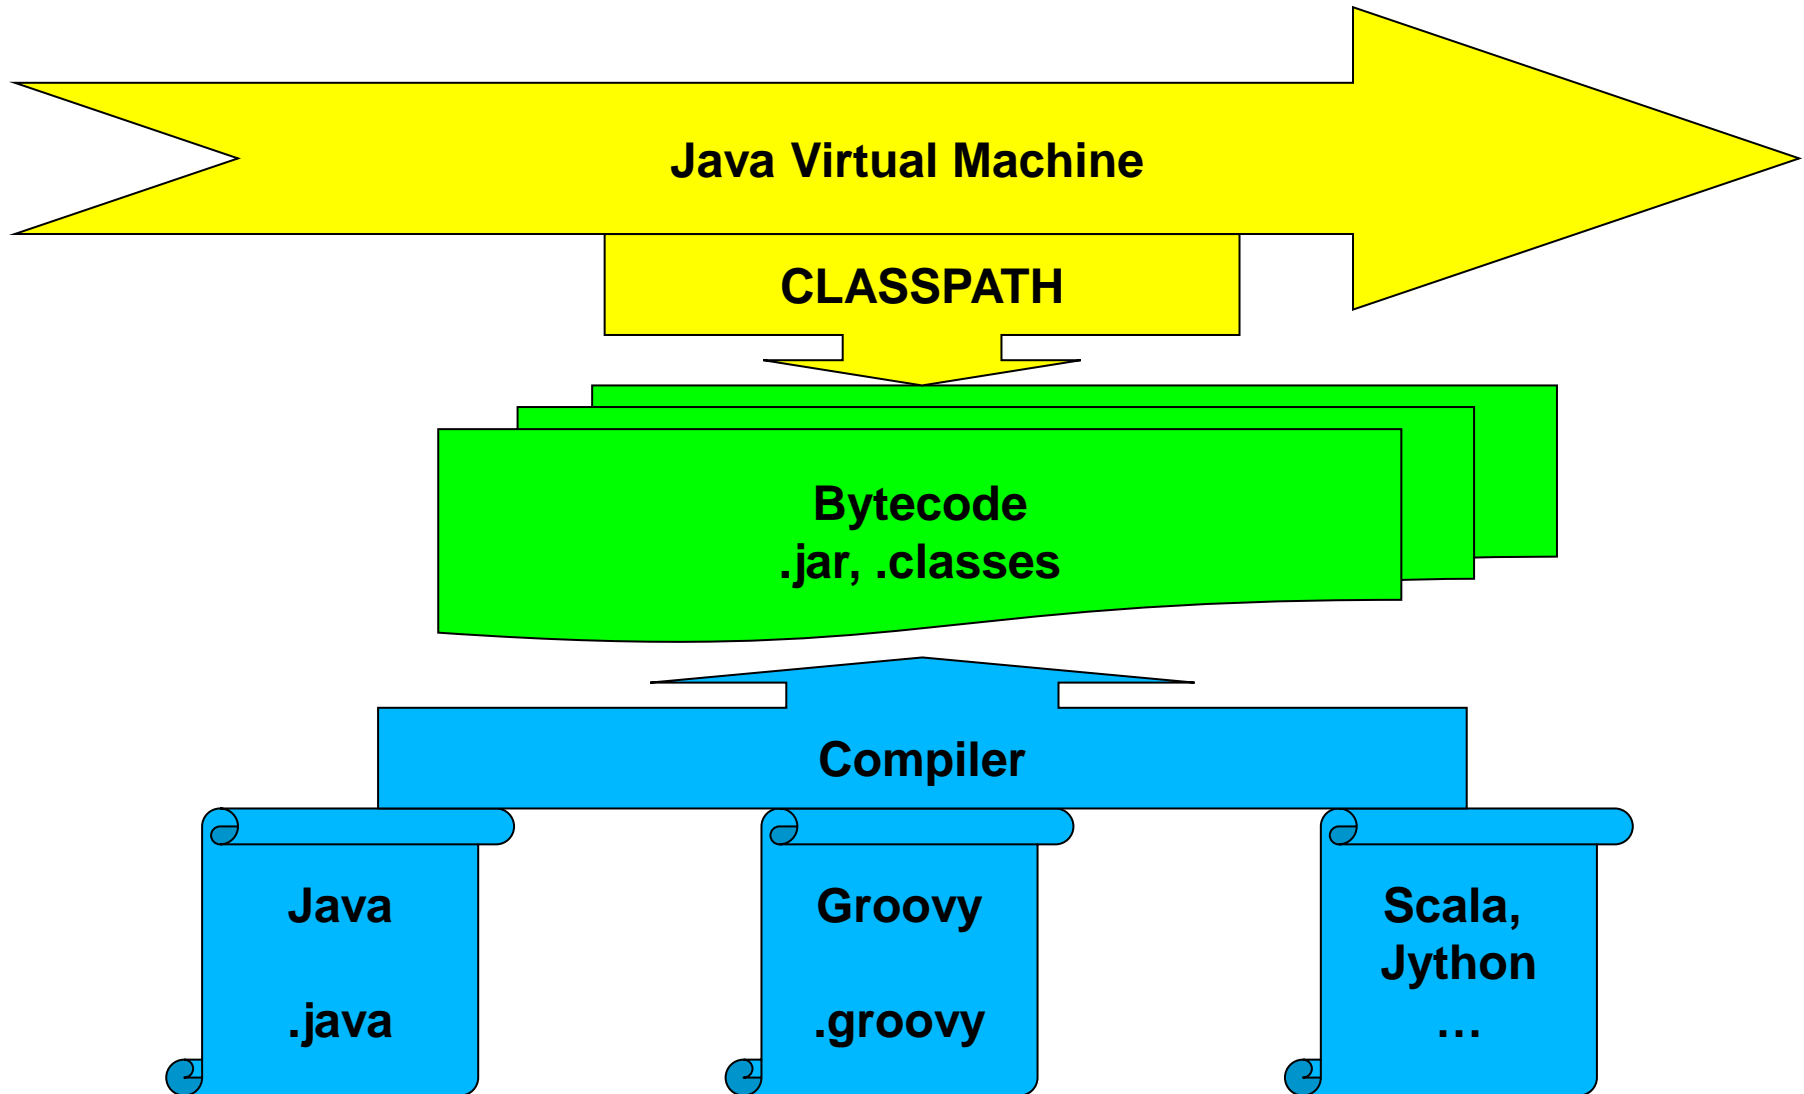 Java Virtual Machine
CLASSPATH
Bytecode
.jar, .classes
Compiler
Java
.java
Groovy
.groovy
Scala,
Jython
…